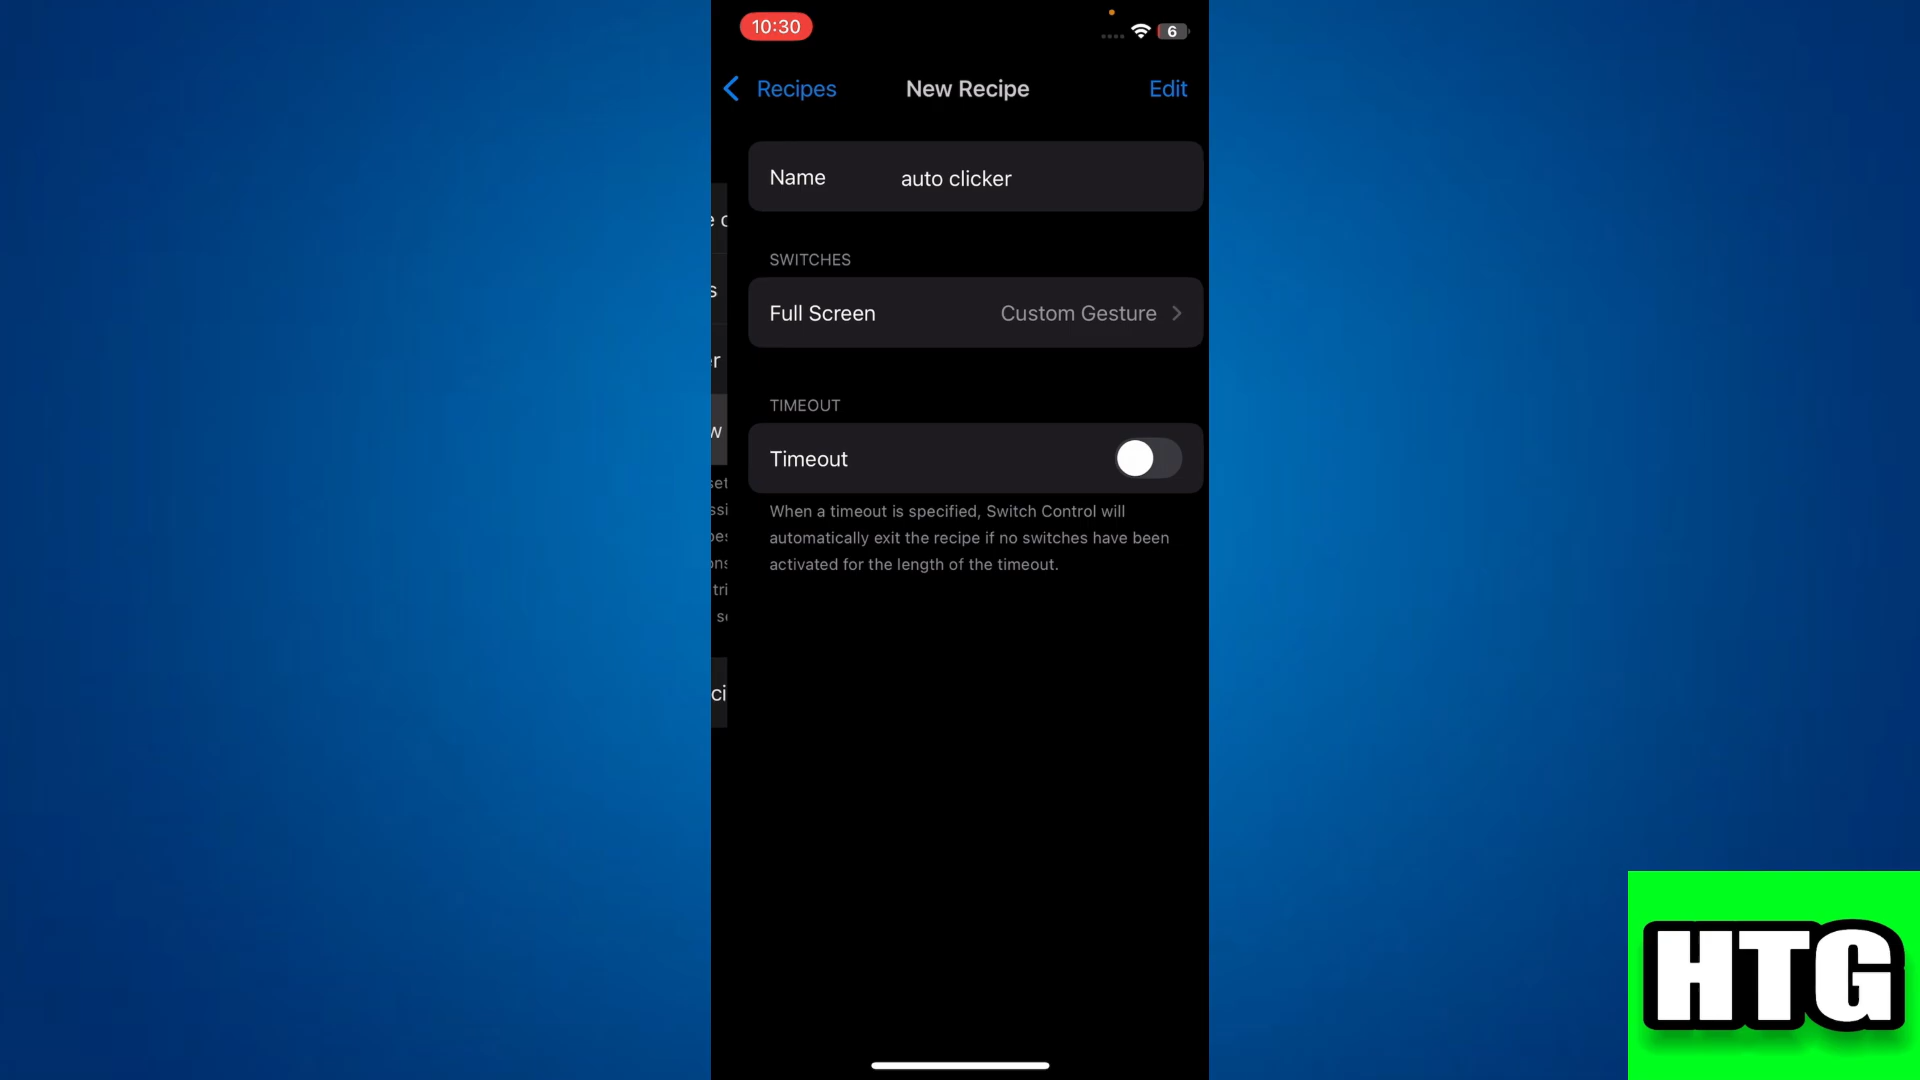 10:30
6
Recipes
New Recipe
Edit
Name
auto clicker
SWITCHES
Full Screen
Custom Gesture
TIMEOUT
Timeout
When a timeout is specified, Switch Control will
automatically exit the recipe if no switches have been
activated for the length of the timeout.
HTG